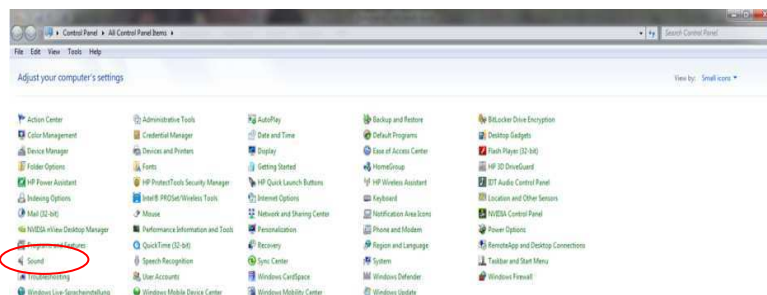 Control Panel All Control Panel Items Search Control Panel
File Edit View Tools Help
Adjust your computer's settings View by: Small icons
Action Center Administrative Tools AutoPlay Backup and Restore BitLocker Drive Encryption
Color Management Credential Manager Date and Time Default Programs Desktop Gadgets
Device Manager Devices and Printers Display Ease of Access Center Flash Player (32-bit)
Folder Options Fonts Getting Started HomeGroup HP 3D DriveGuard
HP Power Assistant HP ProtectTools Security Manager HP Quick Launch Buttons HP Wireless Assistant IDT Audio Control Panel
Indexing Options Intel® PROSet/Wireless Tools Internet Options Keyboard Location and Other Sensors
Mail (32-bit) Mouse Network and Sharing Center Notification Area Icons NVIDIA Control Panel
NVIDIA nView Desktop Manager Performance Information and Tools Personalization Phone and Modem Power Options
Programs and Features QuickTime (32-bit) Recovery Region and Language RemoteApp and Desktop Connections
Sound Speech Recognition Sync Center System Taskbar and Start Menu
Troubleshooting User Accounts Windows CardSpace Windows Defender Windows Firewall
Windows Live-Spracheinstellung Windows Mobile Device Center Windows Mobility Center Windows Update